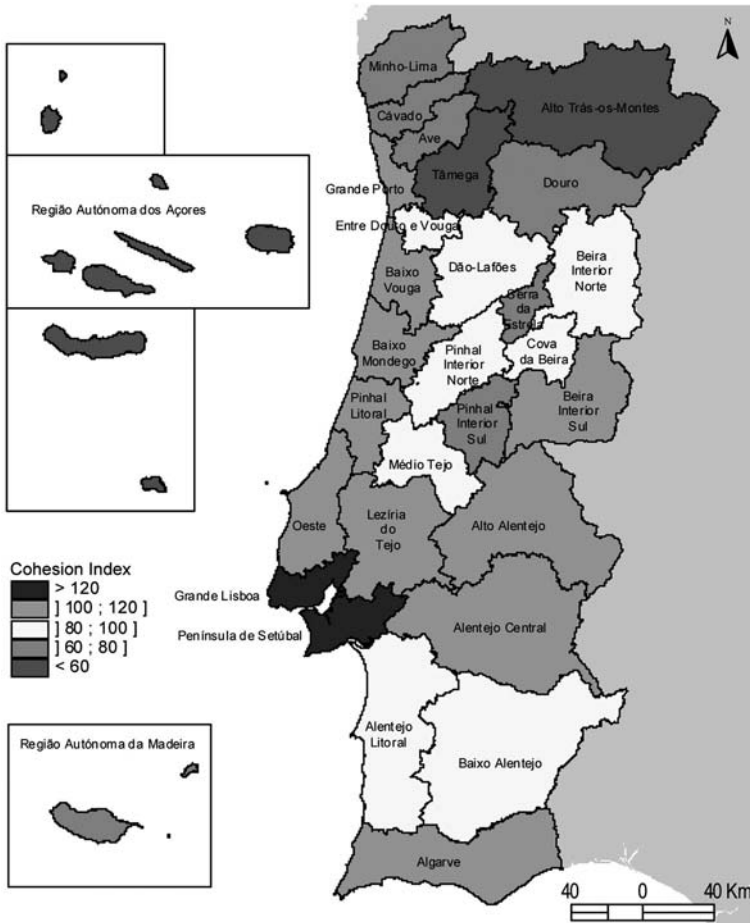 N
Minho-Lima
Alto Trás-os-Montes
Cávado
Ave
Tâmega
Grande Porto
Douro
Região Autónoma dos Açores
Entre Douro e Vouga
Dão-Lafões
Beira
Interior
Norte
Baixo
Vouga
Serra
da
Estrela
Baixo
Mondego
Pinhal
Interior
Norte
Cova
da Beira
Pinhal
Litoral
Pinhal
Interior
Sul
Beira
Interior
Sul
Médio Tejo
Oeste
Lezíria
do
Tejo
Alto Alentejo
Cohesion Index
> 120
] 100 ; 120 ]
] 80 ; 100 ]
] 60 ; 80 ]
< 60
Grande Lisboa
Península de Setúbal
Alentejo Central
Região Autónoma da Madeira
Alentejo
Litoral
Baixo Alentejo
Algarve
40 0 40 Km